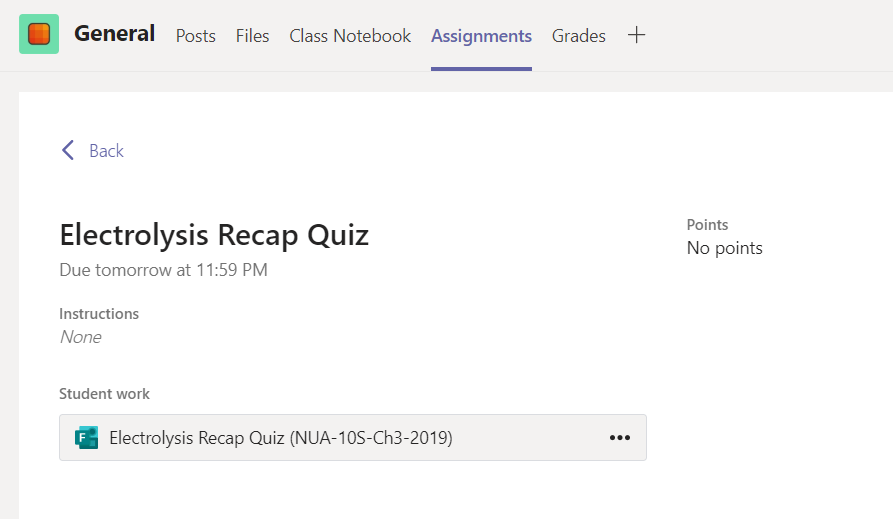 General Posts Files Class Notebook Assignments Grades +
Back
Electrolysis Recap Quiz
Due tomorrow at 11:59 PM
Points
No points
Instructions
None
Student work
F Electrolysis Recap Quiz (NUA-10S-Ch3-2019)